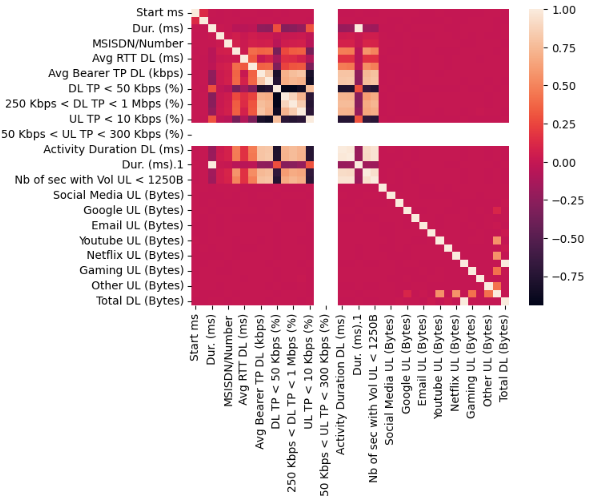 Start ms
Dur. (ms)
MSISDN/Number
Avg RTT DL (ms)
Avg Bearer TP DL (kbps)
DL TP < 50 Kbps (%)
250 Kbps < DL TP < 1 Mbps (%)
UL TP < 10 Kbps (%)
50 Kbps < UL TP < 300 Kbps (%)
Activity Duration DL (ms)
Dur. (ms).1
Nb of sec with Vol UL < 1250B
Social Media UL (Bytes)
Google UL (Bytes)
Email UL (Bytes)
Youtube UL (Bytes)
Netflix UL (Bytes)
Gaming UL (Bytes)
Other UL (Bytes)
Total DL (Bytes)
Start ms
Dur. (ms)
MSISDN/Number
Avg RTT DL (ms)
Avg Bearer TP DL (kbps)
DL TP < 50 Kbps (%)
250 Kbps < DL TP < 1 Mbps (%)
UL TP < 10 Kbps (%)
50 Kbps < UL TP < 300 Kbps (%)
Activity Duration DL (ms)
Dur. (ms).1
Nb of sec with Vol UL < 1250B
Social Media UL (Bytes)
Google UL (Bytes)
Email UL (Bytes)
Youtube UL (Bytes)
Netflix UL (Bytes)
Gaming UL (Bytes)
Other UL (Bytes)
Total DL (Bytes)
1.00
0.75
0.50
0.25
0.00
−0.25
−0.50
−0.75